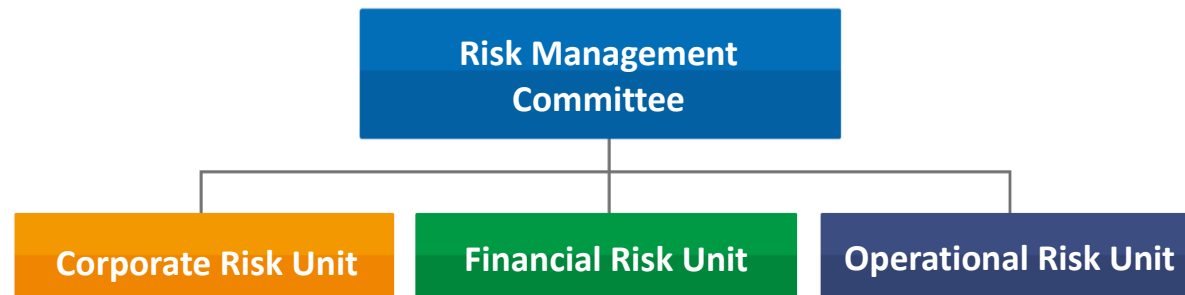 Risk Management
Committee
Corporate Risk Unit
Financial Risk Unit
Operational Risk Unit